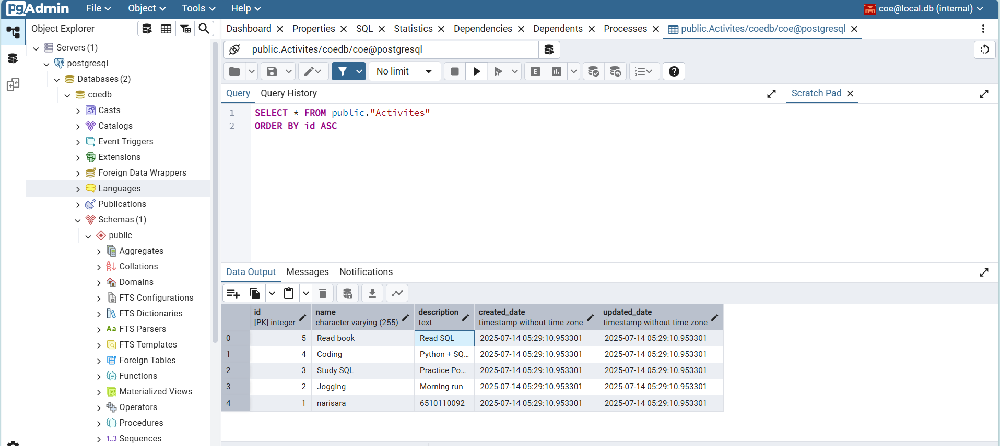 pgAdmin File Object Tools Help coe@local.db (internal)
Object Explorer
Dashboard Properties SQL Statistics Dependencies Dependents Processes public.Activites/coedb/coe@postgresql
Servers (1)
postgresql
Databases (2)
coedb
Casts
Catalogs
Event Triggers
Extensions
Foreign Data Wrappers
Languages
Publications
Schemas (1)
public
Aggregates
Collations
Domains
FTS Configurations
FTS Dictionaries
Aa FTS Parsers
FTS Templates
Foreign Tables
Functions
Materialized Views
Operators
Procedures
1..3 Sequences
public.Activites/coedb/coe@postgresql
No limit
E
Query Query History
Scratch Pad
1 SELECT * FROM public."Activites"
2 ORDER BY id ASC
Data Output Messages Notifications
id name description created_date updated_date
[PK] integer character varying (255) text timestamp without time zone timestamp without time zone
0 5 Read book Read SQL 2025-07-14 05:29:10.953301 2025-07-14 05:29:10.953301
1 4 Coding Python + SQ... 2025-07-14 05:29:10.953301 2025-07-14 05:29:10.953301
2 3 Study SQL Practice Po... 2025-07-14 05:29:10.953301 2025-07-14 05:29:10.953301
3 2 Jogging Morning run 2025-07-14 05:29:10.953301 2025-07-14 05:29:10.953301
4 1 narisara 6510110092 2025-07-14 05:29:10.953301 2025-07-14 05:29:10.953301